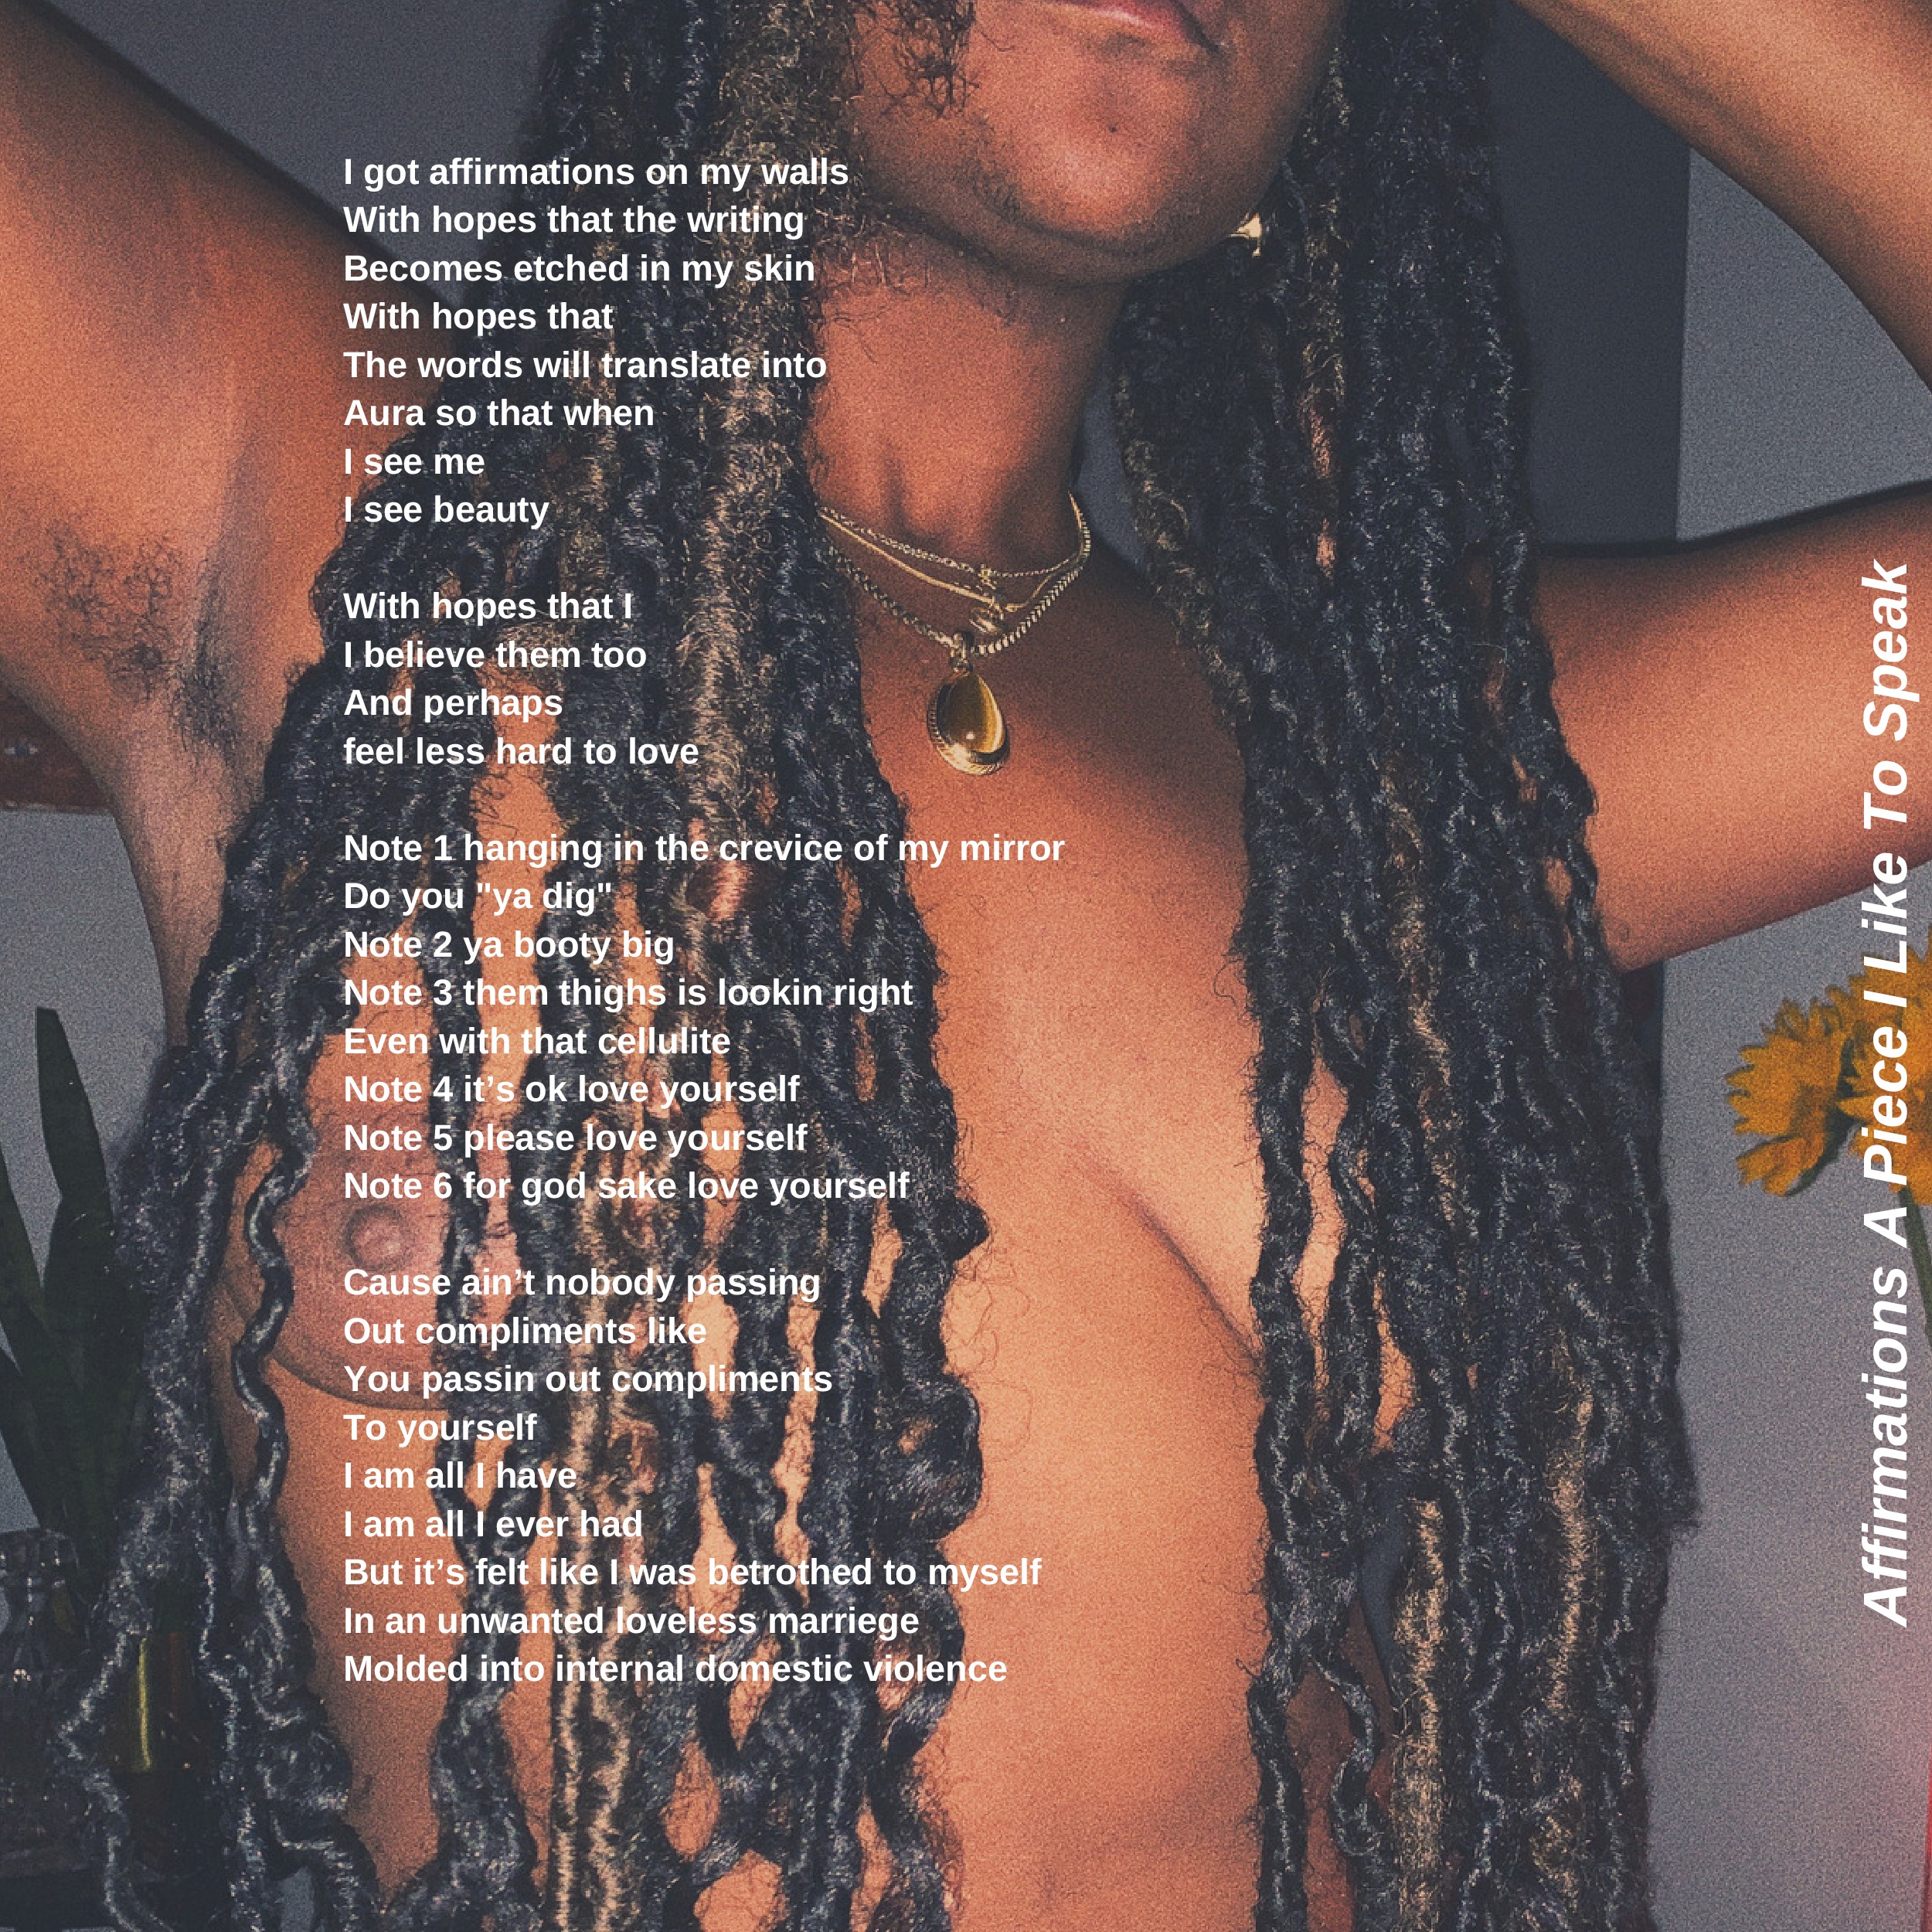 I got affirmations on my walls
With hopes that the writing
Becomes etched in my skin
With hopes that
The words will translate into
Aura so that when
I see me
I see beauty
With hopes that I
I believe them too
And perhaps
feel less hard to love
Note 1 hanging in the crevice of my mirror
Do you "ya dig"
Note 2 ya booty big
Note 3 them thighs is lookin right
Even with that cellulite
Note 4 it’s ok love yourself
Note 5 please love yourself
Note 6 for god sake love yourself
Cause ain’t nobody passing
Out compliments like
You passin out compliments
To yourself
I am all I have
I am all I ever had
But it’s felt like I was betrothed to myself
In an unwanted loveless marriege
Molded into internal domestic violence
Affirmations A Piece I Like To Speak